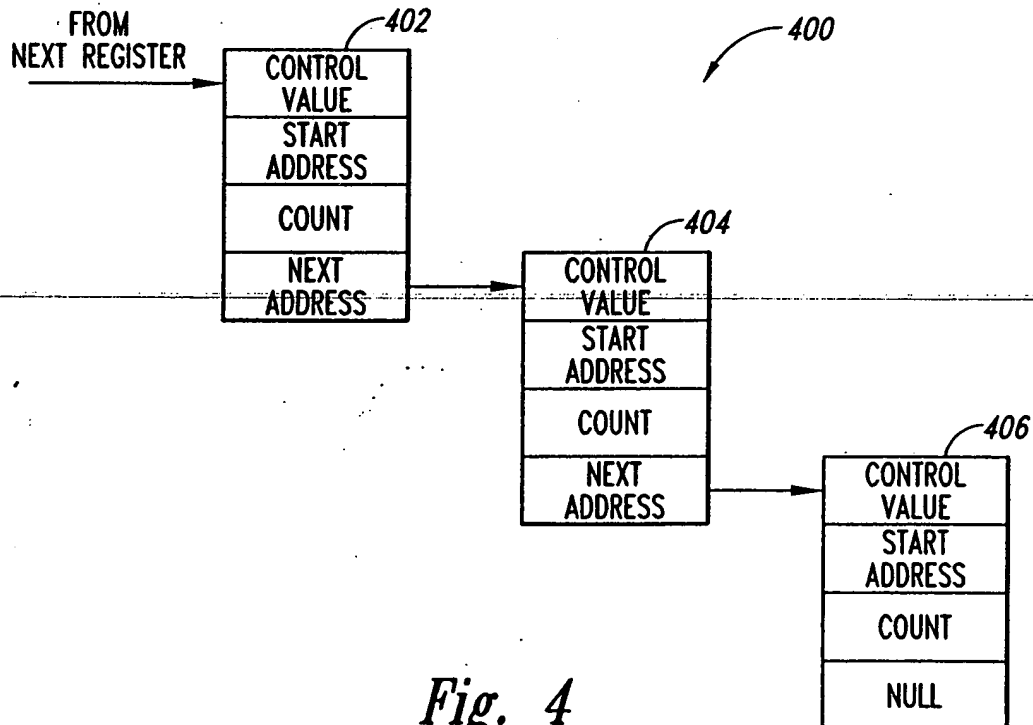 FROM
NEXT REGISTER
402
400
CONTROL
VALUE
START
ADDRESS
COUNT
NEXT
ADDRESS
404
CONTROL
VALUE
START
ADDRESS
COUNT
NEXT
ADDRESS
406
CONTROL
VALUE
START
ADDRESS
COUNT
NULL
Fig. 4